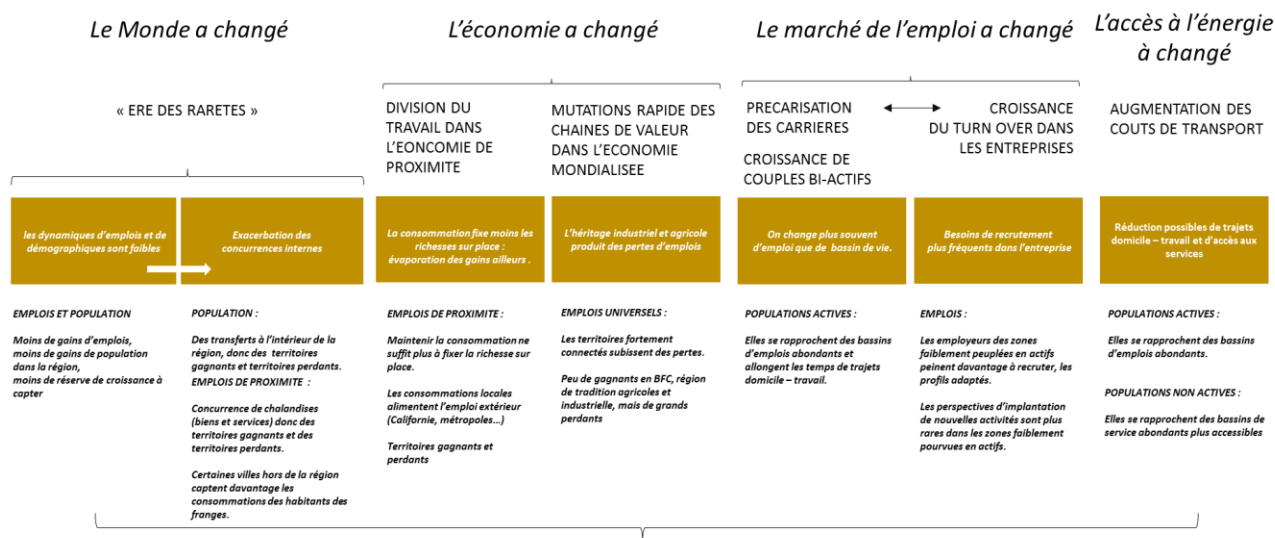 Le Monde a changé
« ERE DES RARETES »
les dynamiques d'emplois et de
démographiques sont faibles
EMPLOIS ET POPULATION
Moins de gains d'emplois,
moins de gains de population
dans la région,
moins de réserve de croissance à
capter
Exacerbation des
concurrences internes
POPULATION :
Des transferts à l'intérieur de la
région, donc des territoires
gagnants et territoires perdants.
EMPLOIS DE PROXIMITE :
Concurrence de chalandises
(biens et services) donc des
territoires gagnants et des
territoires perdants.
Certaines villes hors de la région
captent davantage les
consommations des habitants des
franges.
L'économie a changé
DIVISION DU
TRAVAIL DANS
L'EONCOMIE DE
PROXIMITE
La consommation fixe moins les
richesses sur place :
évaporation des gains ailleurs .
EMPLOIS DE PROXIMITE :
Maintenir la consommation ne
suffit plus à fixer la richesse sur
place.
Les consommations locales
alimentent l'emploi extérieur
(Californie, métropoles...)
Territoires gagnants et
perdants
MUTATIONS RAPIDE DES
CHAINES DE VALEUR
DANS L'ECONOMIE
MONDIALISEE
L'héritage industriel et agricole
produit des pertes d'emplois
EMPLOIS UNIVERSELS :
Les territoires fortement
connectés subissent des pertes.
Peu de gagnants en BFC, région
de tradition agricoles et
industrielle, mais de grands
perdants
Le marché de l'emploi a changé
PRECARISATION
DES CARRIERES
CROISSANCE DE
COUPLES BI-ACTIFS
On change plus souvent
d'emploi que de bassin de vie.
POPULATIONS ACTIVES :
Elles se rapprochent des bassins
d'emplois abondants et
allongent les temps de trajets
domicile – travail.
CROISSANCE
DU TURN OVER DANS
LES ENTREPRISES
Besoins de recrutement
plus fréquents dans l'entreprise
EMPLOIS :
Les employeurs des zones
faiblement peuplées en actifs
peinent davantage à recruter, les
profils adaptés.
Les perspectives d'implantation
de nouvelles activités sont plus
rares dans les zones faiblement
pourvues en actifs.
L'accès à l'énergie
à changé
AUGMENTATION DES
COUTS DE TRANSPORT
Réduction possibles de trajets
domicile – travail et d'accès aux
services
POPULATIONS ACTIVES :
Elles se rapprochent des bassins
d'emplois abondants.
POPULATIONS NON ACTIVES :
Elles se rapprochent des bassins de
service abondants plus accessibles